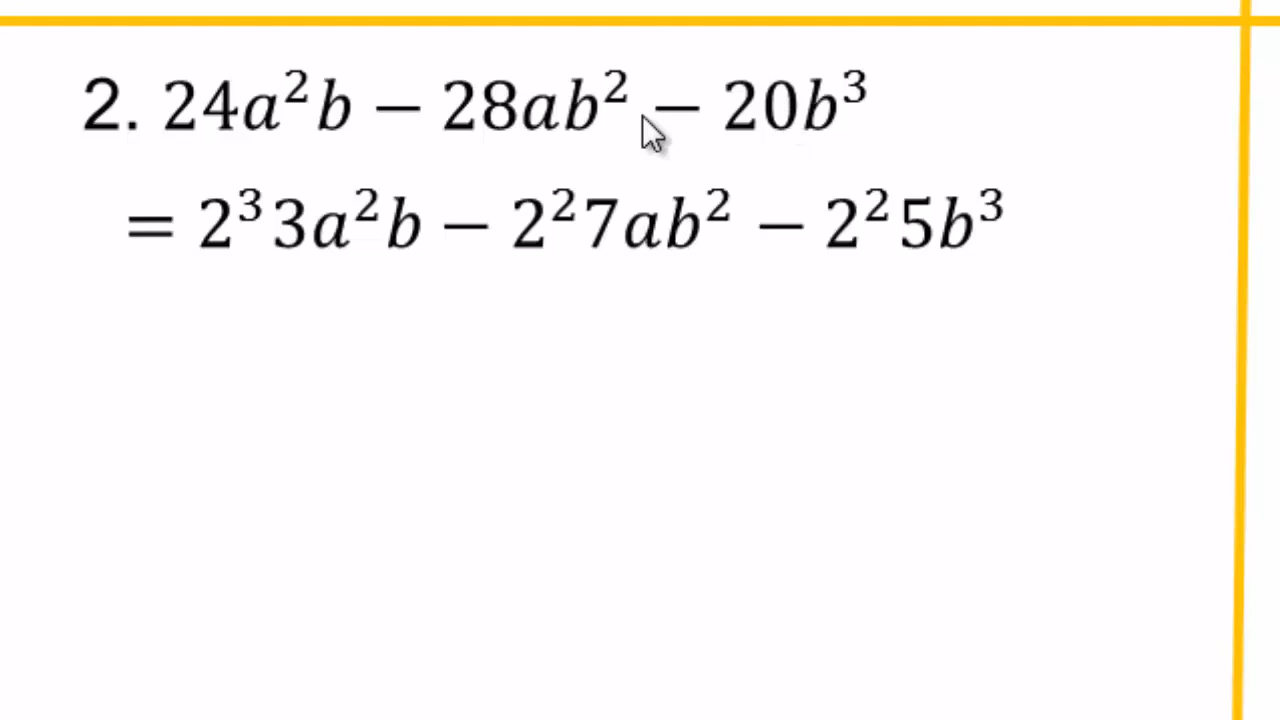 2. 24a²b − 28ab² − 20b³
= 2³3a²b − 2²7ab² − 2²5b³